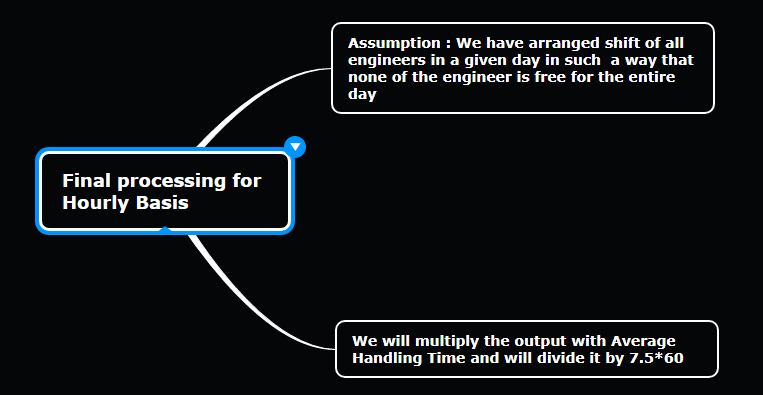 Assumption : We have arranged shift of all
engineers in a given day in such  a way that
none of the engineer is free for the entire
day
Final processing for
Hourly Basis
We will multiply the output with Average
Handling Time and will divide it by 7.5*60